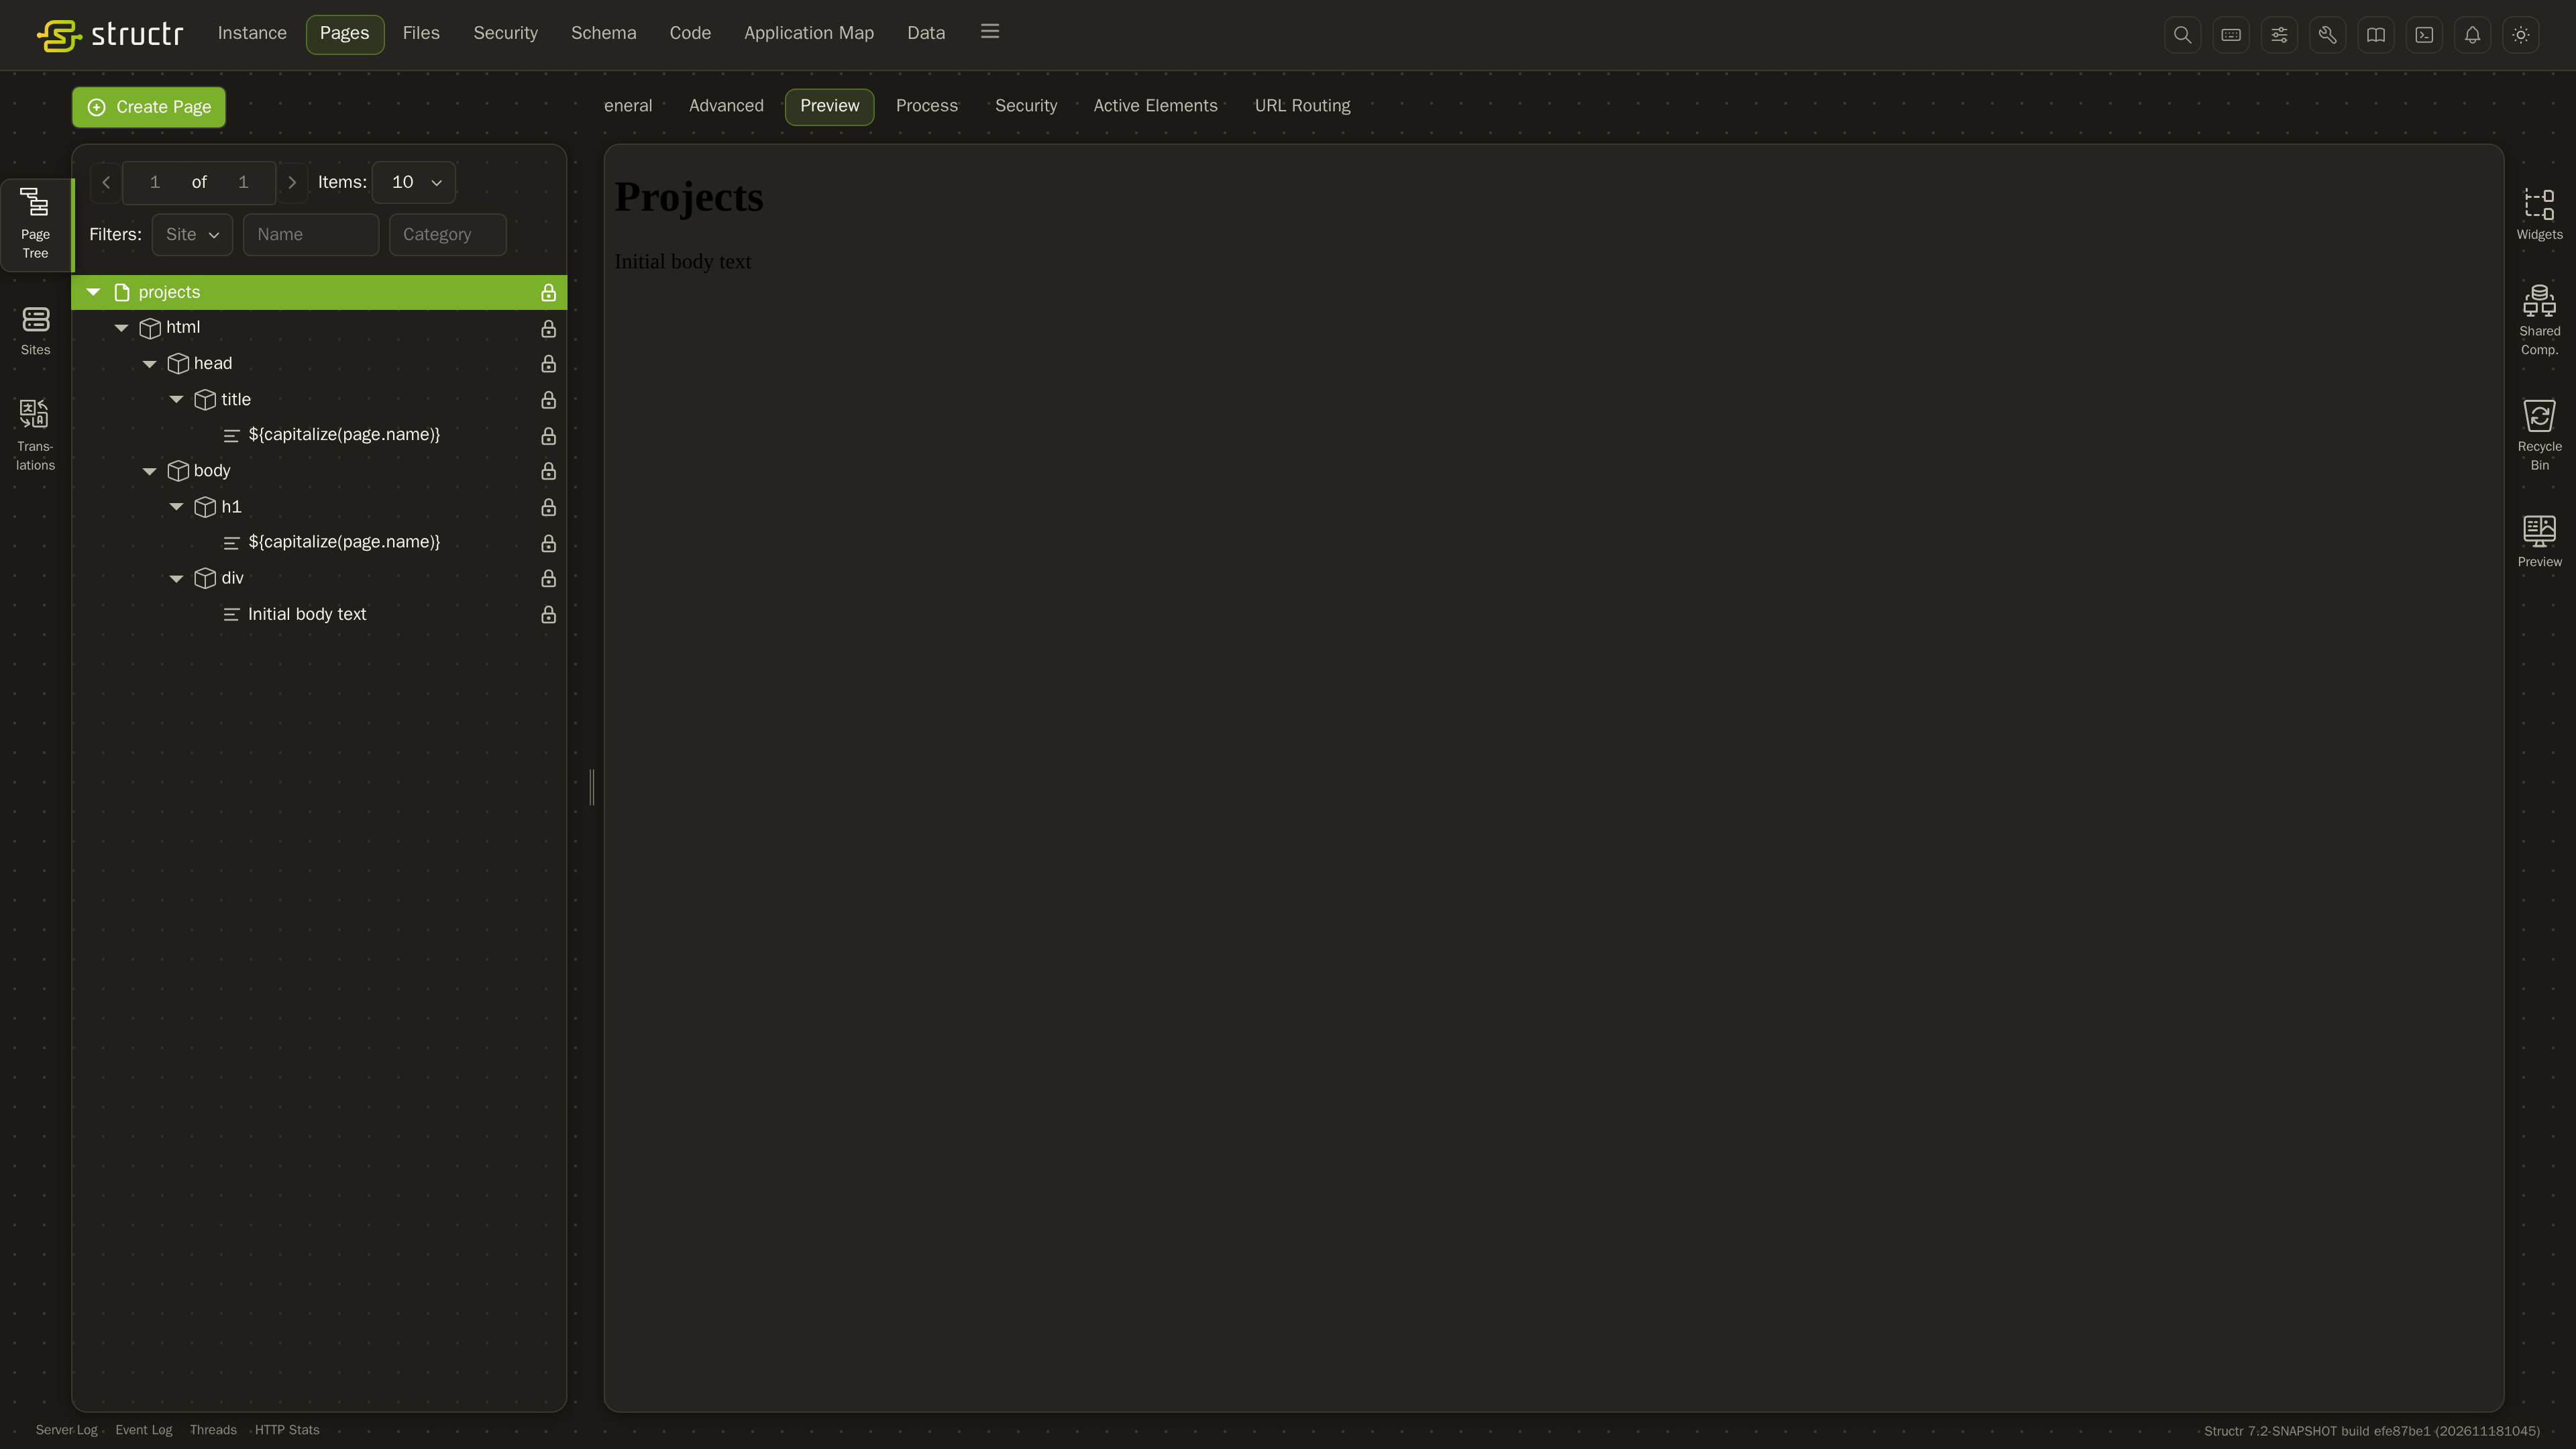 structr Instance Pages Files Security Schema Code Application Map Data
Create Page
eneral Advanced Preview Process Security Active Elements URL Routing
1 of 1 Items: 10
Filters: Site Name Category
Page
Tree
Sites
Trans-
lations
projects
html
head
title
${capitalize(page.name)}
body
h1
${capitalize(page.name)}
div
Initial body text
Projects
Initial body text
Widgets
Shared
Comp.
Recycle
Bin
Preview
Server Log Event Log Threads HTTP Stats
Structr 7.2-SNAPSHOT build efe87be1 (202611181045)